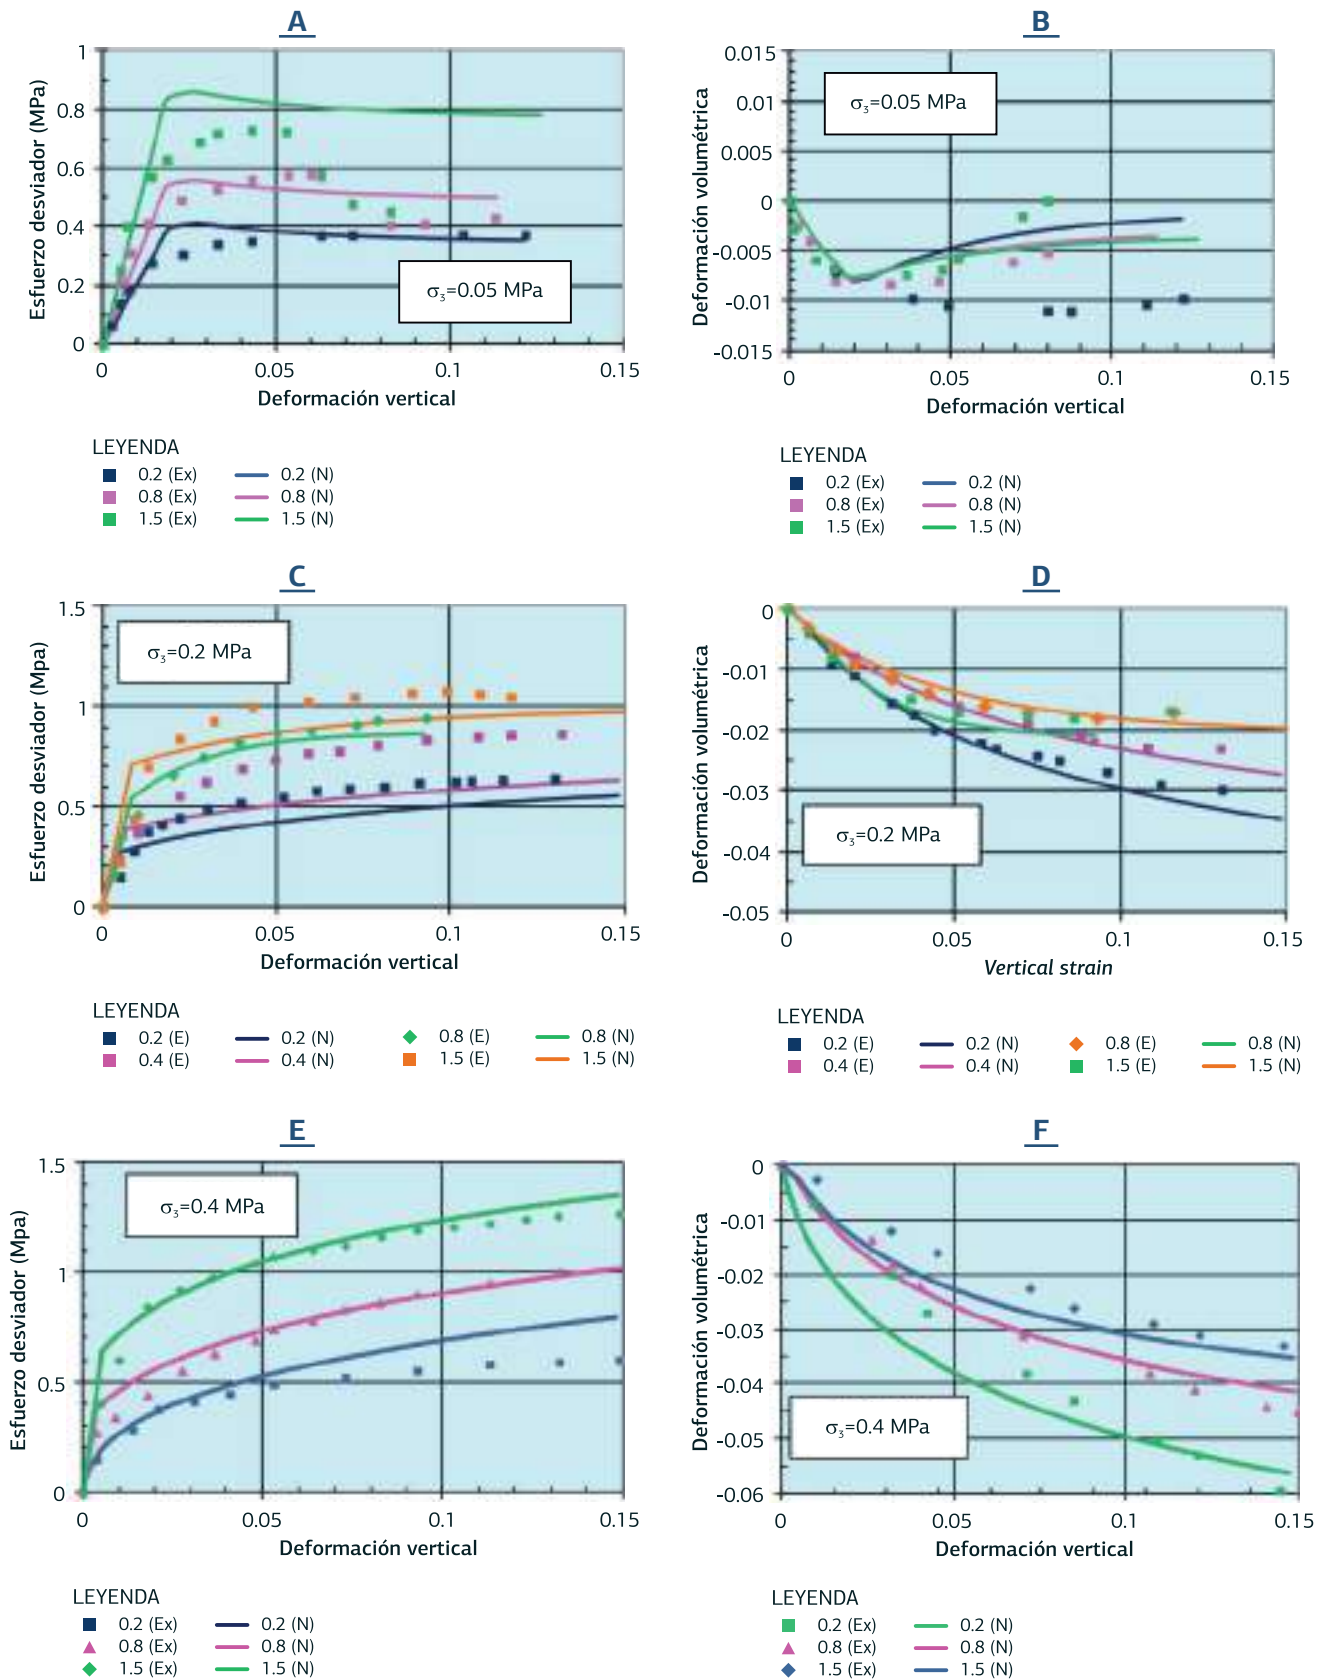 A
Esfuerzo desviador (MPa)
1
0.8
0.6
0.4
0.2
0
σ₃=0.05 MPa
0 0.05 0.1 0.15
Deformación vertical
LEYENDA
0.2 (Ex) 0.2 (N)
0.8 (Ex) 0.8 (N)
1.5 (Ex) 1.5 (N)
B
Deformación volumétrica
0.015
0.01
0.005
0
-0.005
-0.01
-0.015
σ₃=0.05 MPa
0 0.05 0.1 0.15
Deformación vertical
LEYENDA
0.2 (Ex) 0.2 (N)
0.8 (Ex) 0.8 (N)
1.5 (Ex) 1.5 (N)
C
Esfuerzo desviador (Mpa)
1.5
1
0.5
0
σ₃=0.2 MPa
0 0.05 0.1 0.15
Deformación vertical
LEYENDA
0.2 (E) 0.2 (N) 0.8 (E) 0.8 (N)
0.4 (E) 0.4 (N) 1.5 (E) 1.5 (N)
D
Deformación volumétrica
0
-0.01
-0.02
-0.03
-0.04
-0.05
σ₃=0.2 MPa
0 0.05 0.1 0.15
Vertical strain
LEYENDA
0.2 (E) 0.2 (N) 0.8 (E) 0.8 (N)
0.4 (E) 0.4 (N) 1.5 (E) 1.5 (N)
E
Esfuerzo desviador (Mpa)
1.5
1
0.5
0
σ₃=0.4 MPa
0 0.05 0.1 0.15
Deformación vertical
LEYENDA
0.2 (Ex) 0.2 (N)
0.8 (Ex) 0.8 (N)
1.5 (Ex) 1.5 (N)
F
Deformación volumétrica
0
-0.01
-0.02
-0.03
-0.04
-0.05
-0.06
σ₃=0.4 MPa
0 0.05 0.1 0.15
Deformación vertical
LEYENDA
0.2 (Ex) 0.2 (N)
0.8 (Ex) 0.8 (N)
1.5 (Ex) 1.5 (N)